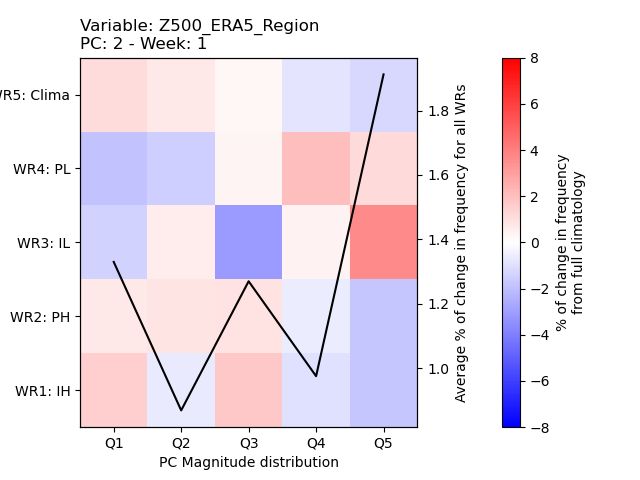 Variable: Z500_ERA5_Region
PC: 2 - Week: 1
WR5: Clima
WR4: PL
WR3: IL
WR2: PH
WR1: IH
Q1 Q2 Q3 Q4 Q5
PC Magnitude distribution
1.8
1.6
1.4
1.2
1.0
Average % of change in frequency for all WRs
8
6
4
2
0
−2
−4
−6
−8
% of change in frequency
from full climatology